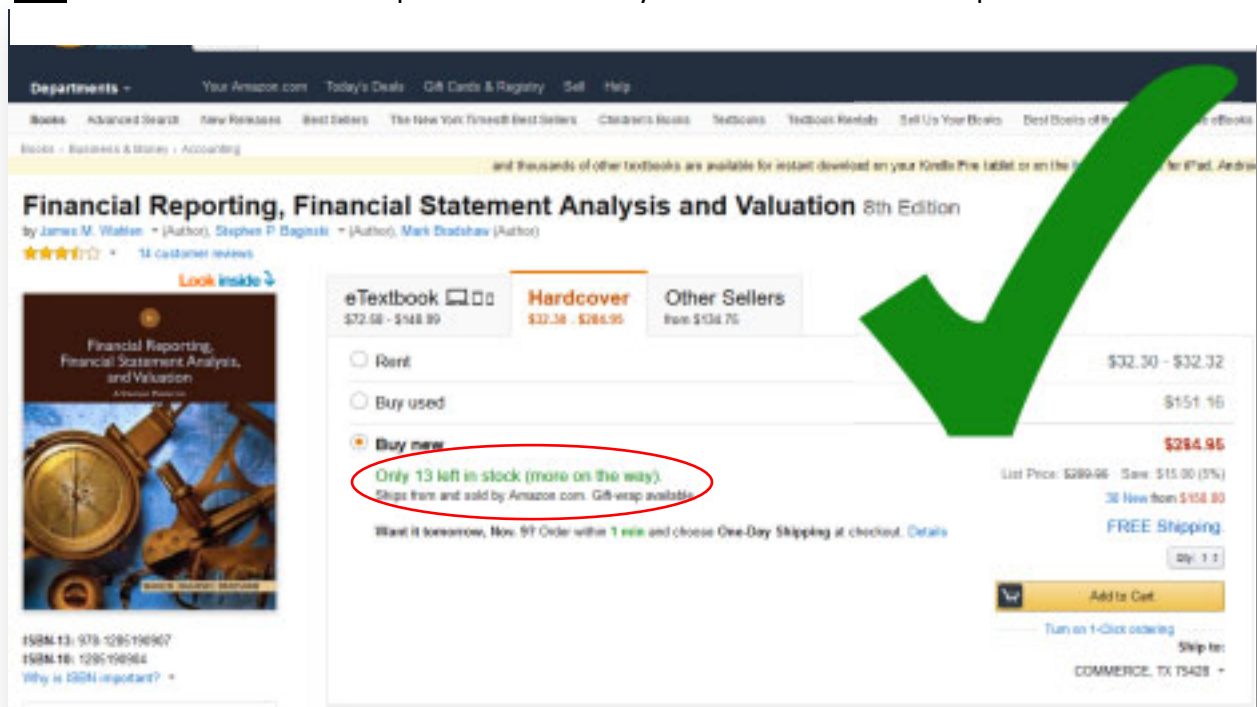 Departments
Your Amazon.com Today's Deals Gift Cards & Registry Sell Help
Books Advanced Search New Releases Best Sellers The New York Times® Best Sellers Children's Books Textbooks Textbook Rentals Sell Us Your Books Best Books of
Books › Business & Money › Accounting
and thousands of other textbooks are available for instant download on your Kindle Fire tablet or on the for iPad, Android
Financial Reporting, Financial Statement Analysis and Valuation 8th Edition
by James M. Wahlen (Author), Stephen P. Baginski (Author), Mark Bradshaw (Author)
14 customer reviews
Look inside
Financial Reporting,
Financial Statement Analysis,
and Valuation
eTextbook Hardcover Other Sellers
$32.30 - $284.95 from $134.75
Rent $32.30 - $32.32
Buy used $151.16
Buy new $284.95
Only 13 left in stock (more on the way).
Ships from and sold by Amazon.com. Gift-wrap available.
List Price: $299.95 Save: $15.00 (5%)
30 New from
Want it tomorrow, Nov. 9? Order within 1 min and choose One-Day Shipping at checkout. Details
FREE Shipping.
Qty: 1
Add to Cart
Turn on 1-Click ordering
Ship to:
COMMERCE, TX 75428
ISBN-13: 978-1285190907
ISBN-10:
Why is ISBN important?